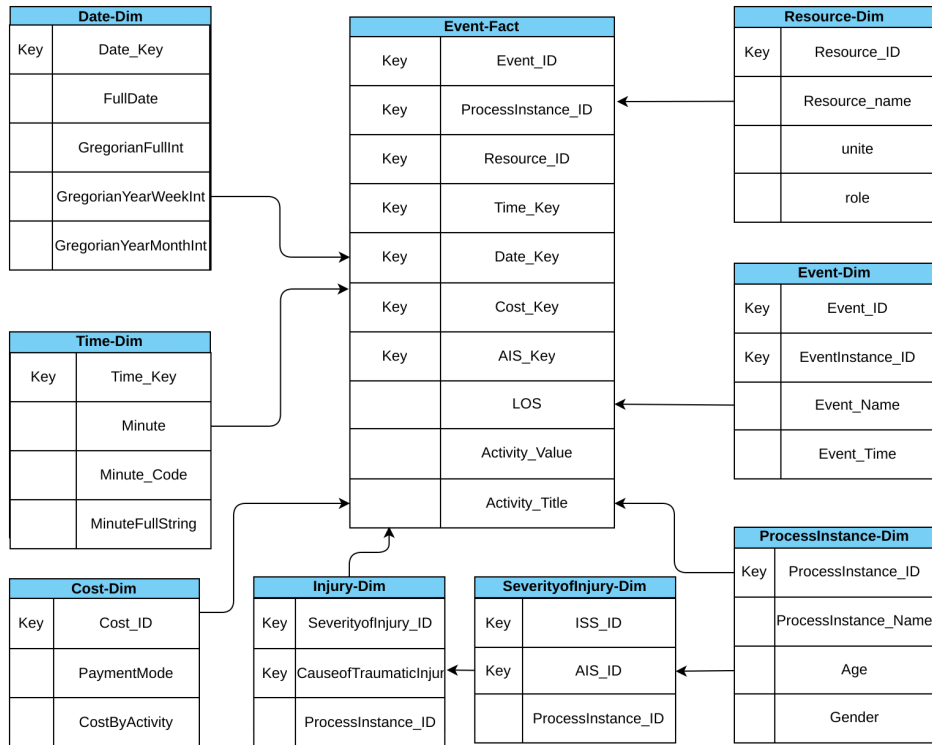 Date-Dim
Key Date_Key
FullDate
GregorianFullInt
GregorianYearWeekInt
GregorianYearMonthInt
Time-Dim
Key Time_Key
Minute
Minute_Code
MinuteFullString
Cost-Dim
Key Cost_ID
PaymentMode
CostByActivity
Event-Fact
Key Event_ID
Key ProcessInstance_ID
Key Resource_ID
Key Time_Key
Key Date_Key
Key Cost_Key
Key AIS_Key
LOS
Activity_Value
Activity_Title
Injury-Dim
Key SeverityofInjury_ID
Key CauseofTraumaticInjur
ProcessInstance_ID
SeverityofInjury-Dim
Key ISS_ID
Key AIS_ID
ProcessInstance_ID
Resource-Dim
Key Resource_ID
Resource_name
unite
role
Event-Dim
Key Event_ID
Key EventInstance_ID
Event_Name
Event_Time
ProcessInstance-Dim
Key ProcessInstance_ID
ProcessInstance_Name
Age
Gender